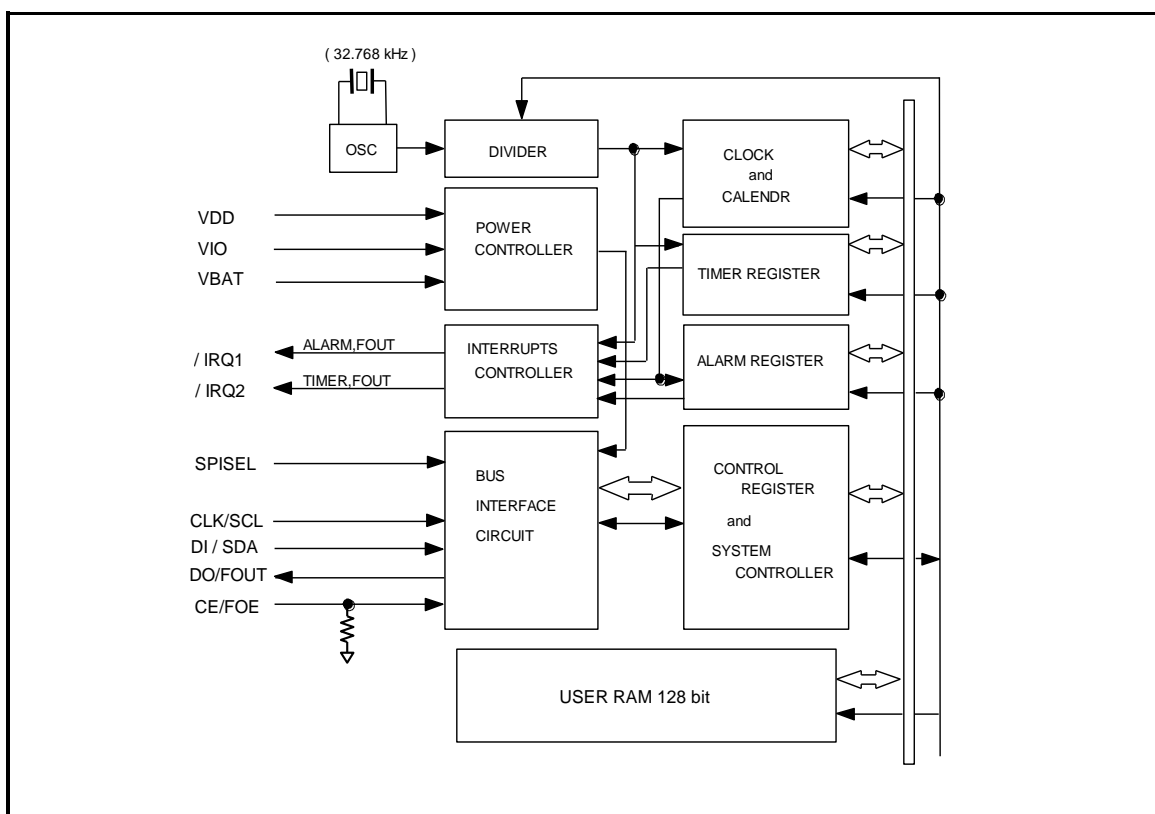 ( 32.768 kHz )
OSC
DIVIDER
CLOCK
and
CALENDR
VDD
VIO
VBAT
POWER
CONTROLLER
TIMER REGISTER
/ IRQ1
ALARM,FOUT
/ IRQ2
TIMER,FOUT
INTERRUPTS
CONTROLLER
ALARM REGISTER
SPISEL
CLK/SCL
DI / SDA
DO/FOUT
CE/FOE
BUS
INTERFACE
CIRCUIT
CONTROL
REGISTER
and
SYSTEM
CONTROLLER
USER RAM 128 bit